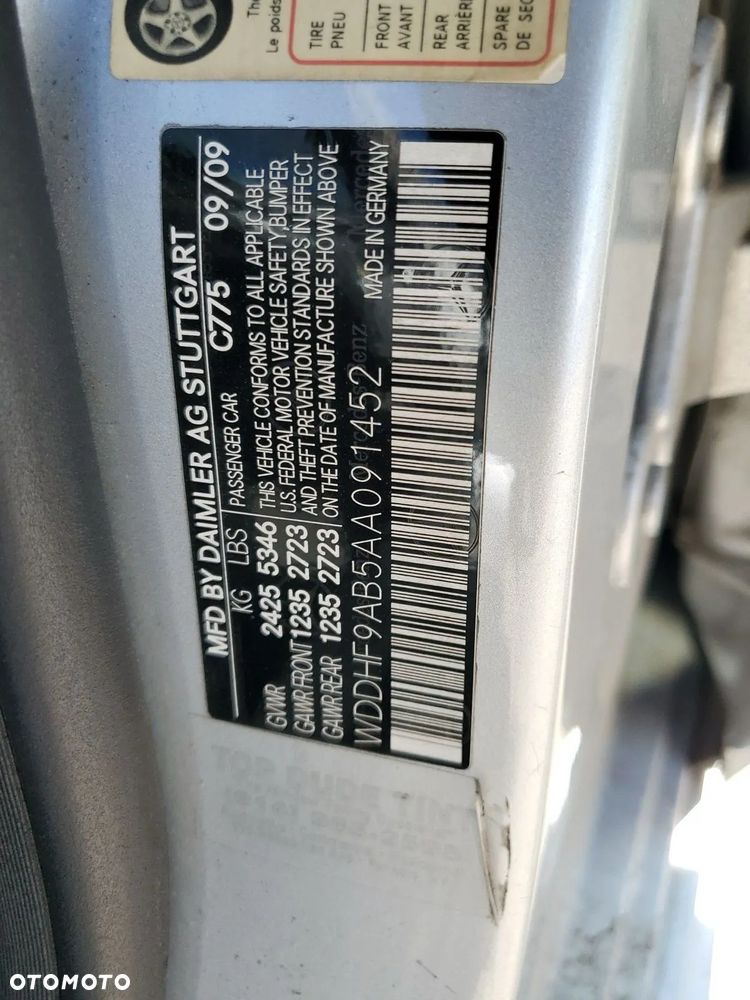 The
Le poids
TIRE
PNEU
FRONT
AVANT
REAR
ARRIÈRE
SPARE
DE SEC
MFD BY DAIMLER AG STUTTGART
C775 09/09
KG LBS PASSENGER CAR
GVWR 2425 5346 THIS VEHICLE CONFORMS TO ALL APPLICABLE
U.S. FEDERAL MOTOR VEHICLE SAFETY, BUMPER
GAWR FRONT 1235 2723 AND THEFT PREVENTION STANDARDS IN EFFECT
GAWR REAR 1235 2723 ON THE DATE OF MANUFACTURE SHOWN ABOVE
WDDHF9AB5AA091452 MADE IN GERMANY
OTOMOTO